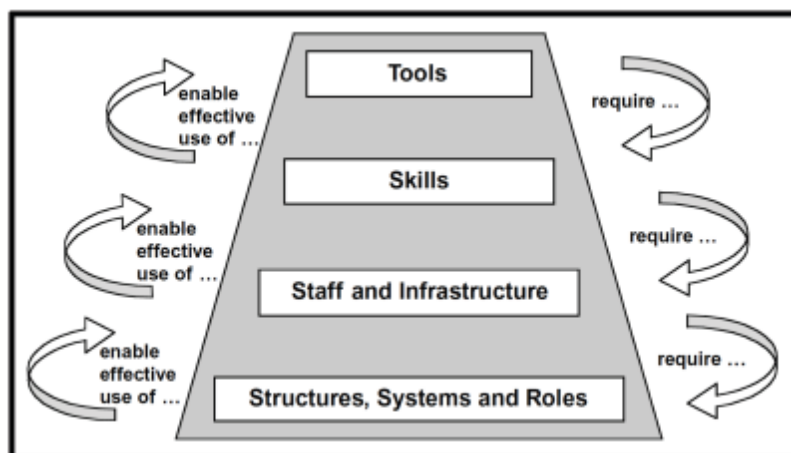 Tools
enable
effective
use of ...
require ...
Skills
enable
effective
use of ...
require ...
Staff and Infrastructure
enable
effective
use of ...
require ...
Structures, Systems and Roles